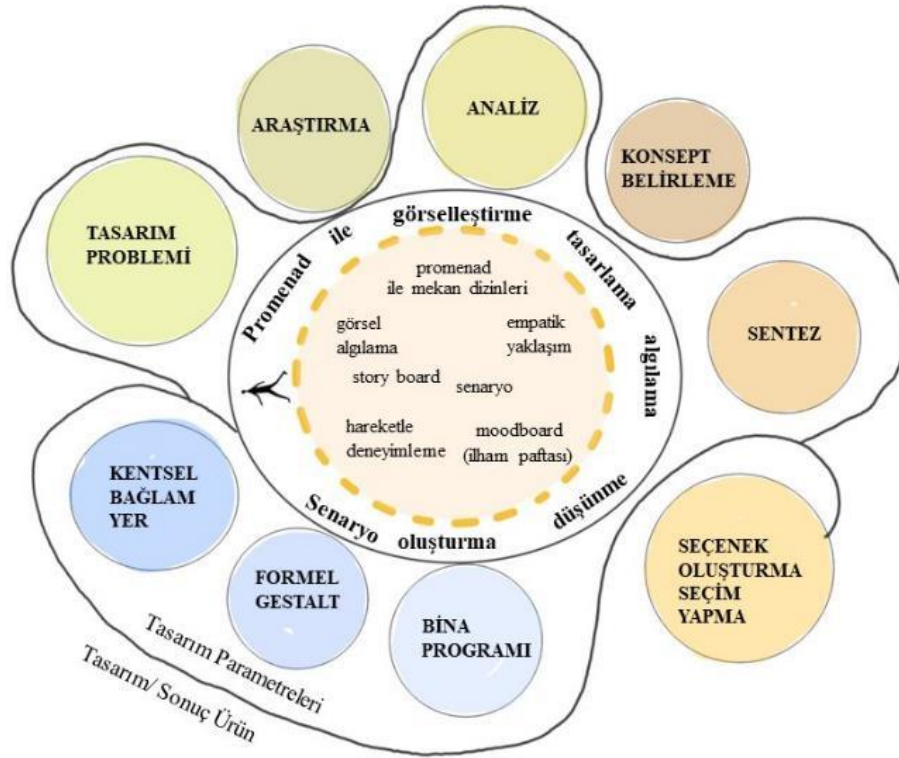 ARAŞTIRMA
ANALİZ
KONSEPT
BELİRLEME
TASARIM
PROBLEMİ
SENTEZ
Promenad ile görselleştirme tasarlama algılama düşünme
Senaryo oluşturma
promenad
ile mekan dizinleri
görsel
algılama
empatik
yaklaşım
story board
senaryo
hareketle
deneyimleme
moodboard
(ilham paftası)
KENTSEL
BAĞLAM
YER
FORMEL
GESTALT
BİNA
PROGRAMI
SEÇENEK
OLUŞTURMA
SEÇİM
YAPMA
Tasarım Parametreleri
Tasarım/ Sonuç Ürün